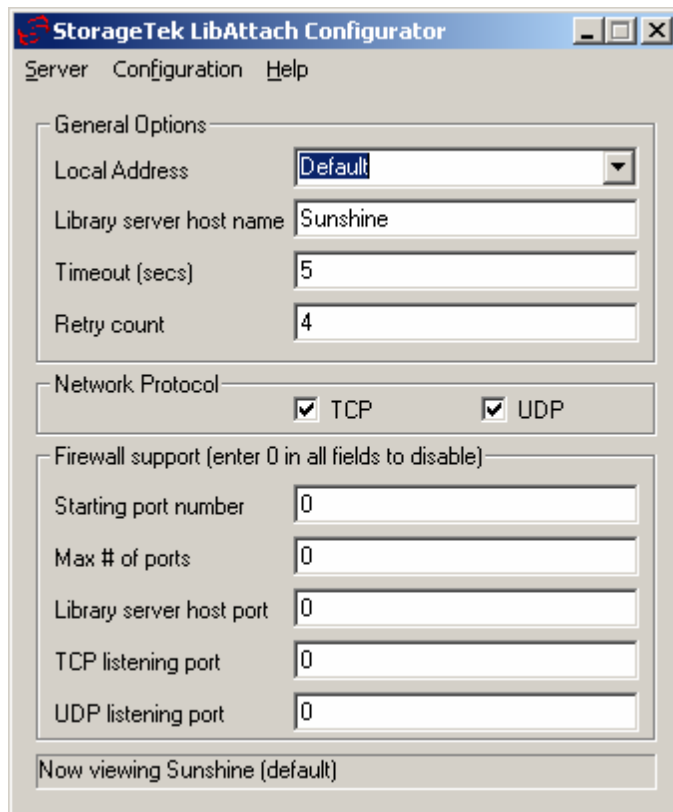 StorageTek LibAttach Configurator
Server Configuration Help
General Options
Local Address Default
Library server host name Sunshine
Timeout (secs) 5
Retry count 4
Network Protocol
TCP UDP
Firewall support (enter 0 in all fields to disable)
Starting port number 0
Max # of ports 0
Library server host port 0
TCP listening port 0
UDP listening port 0
Now viewing Sunshine (default)